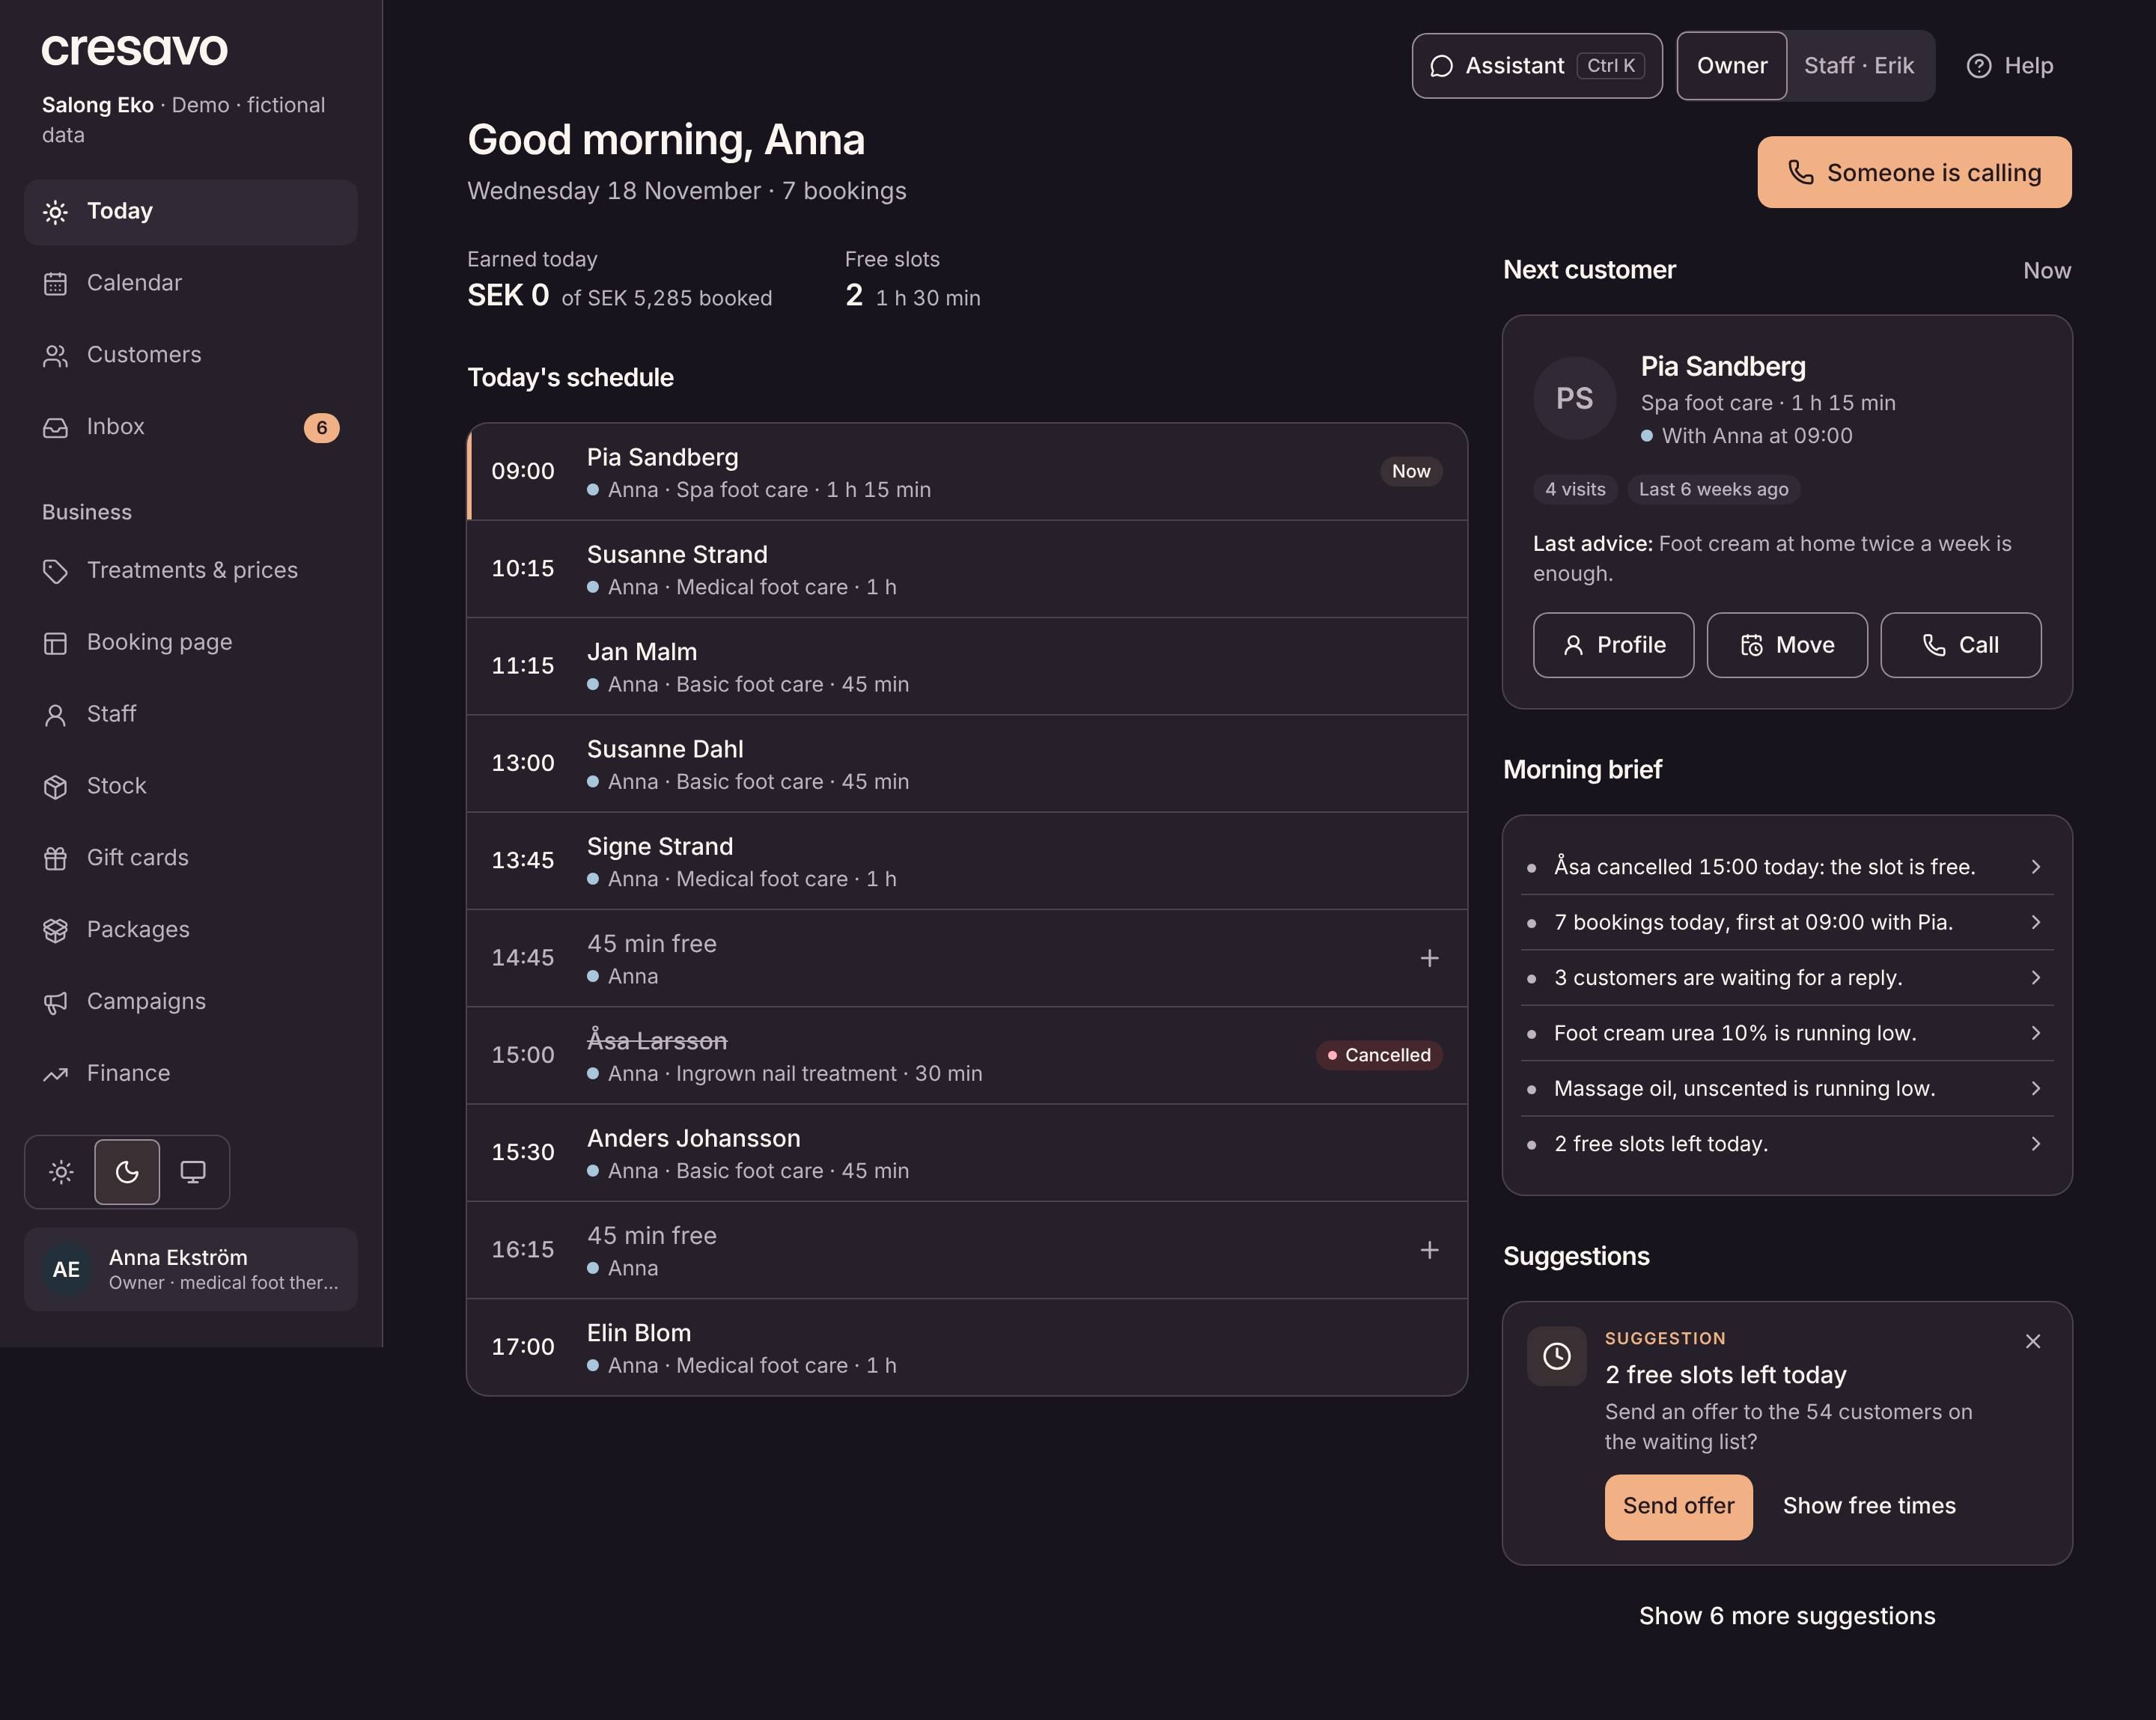 cresavo
Salong Eko · Demo · fictional
data
Today
Calendar
Customers
Inbox 6
Business
Treatments & prices
Booking page
Staff
Stock
Gift cards
Packages
Campaigns
Finance
AE
Anna Ekström
Owner · medical foot ther...
Assistant Ctrl K
Owner
Staff · Erik
Help
Good morning, Anna
Wednesday 18 November · 7 bookings
Someone is calling
Earned today
SEK 0 of SEK 5,285 booked
Free slots
2 1 h 30 min
Today's schedule
09:00
Pia Sandberg
Anna · Spa foot care · 1 h 15 min
Now
10:15
Susanne Strand
Anna · Medical foot care · 1 h
11:15
Jan Malm
Anna · Basic foot care · 45 min
13:00
Susanne Dahl
Anna · Basic foot care · 45 min
13:45
Signe Strand
Anna · Medical foot care · 1 h
14:45
45 min free
Anna
15:00
Åsa Larsson
Anna · Ingrown nail treatment · 30 min
Cancelled
15:30
Anders Johansson
Anna · Basic foot care · 45 min
16:15
45 min free
Anna
17:00
Elin Blom
Anna · Medical foot care · 1 h
Next customer
Now
PS
Pia Sandberg
Spa foot care · 1 h 15 min
With Anna at 09:00
4 visits
Last 6 weeks ago
Last advice: Foot cream at home twice a week is
enough.
Profile
Move
Call
Morning brief
Åsa cancelled 15:00 today: the slot is free.
7 bookings today, first at 09:00 with Pia.
3 customers are waiting for a reply.
Foot cream urea 10% is running low.
Massage oil, unscented is running low.
2 free slots left today.
Suggestions
SUGGESTION
2 free slots left today
Send an offer to the 54 customers on
the waiting list?
Send offer
Show free times
Show 6 more suggestions